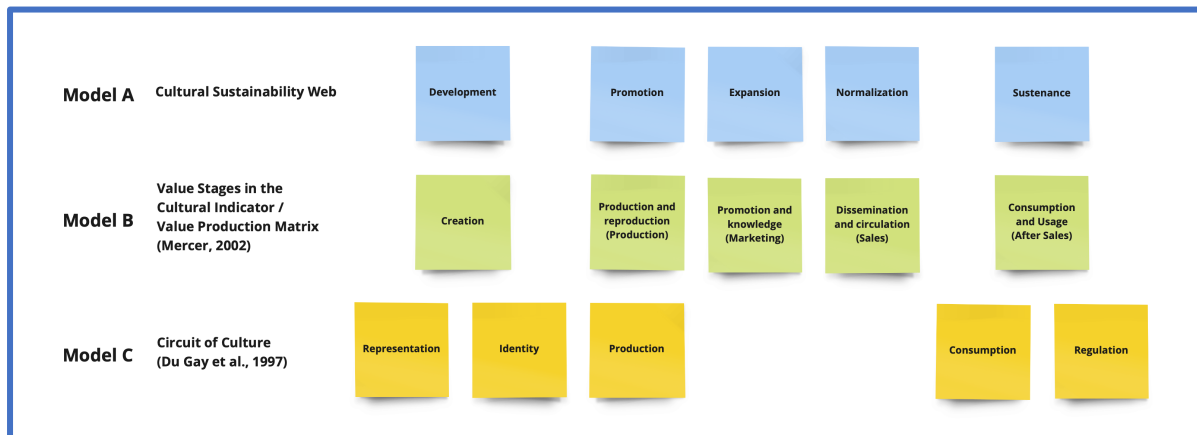 Model A
Cultural Sustainability Web
Development
Promotion
Expansion
Normalization
Sustenance
Model B
Value Stages in the
Cultural Indicator /
Value Production Matrix
(Mercer, 2002)
Creation
Production and
reproduction
(Production)
Promotion and
knowledge
(Marketing)
Dissemination
and circulation
(Sales)
Consumption
and Usage
(After Sales)
Model C
Circuit of Culture
(Du Gay et al., 1997)
Representation
Identity
Production
Consumption
Regulation